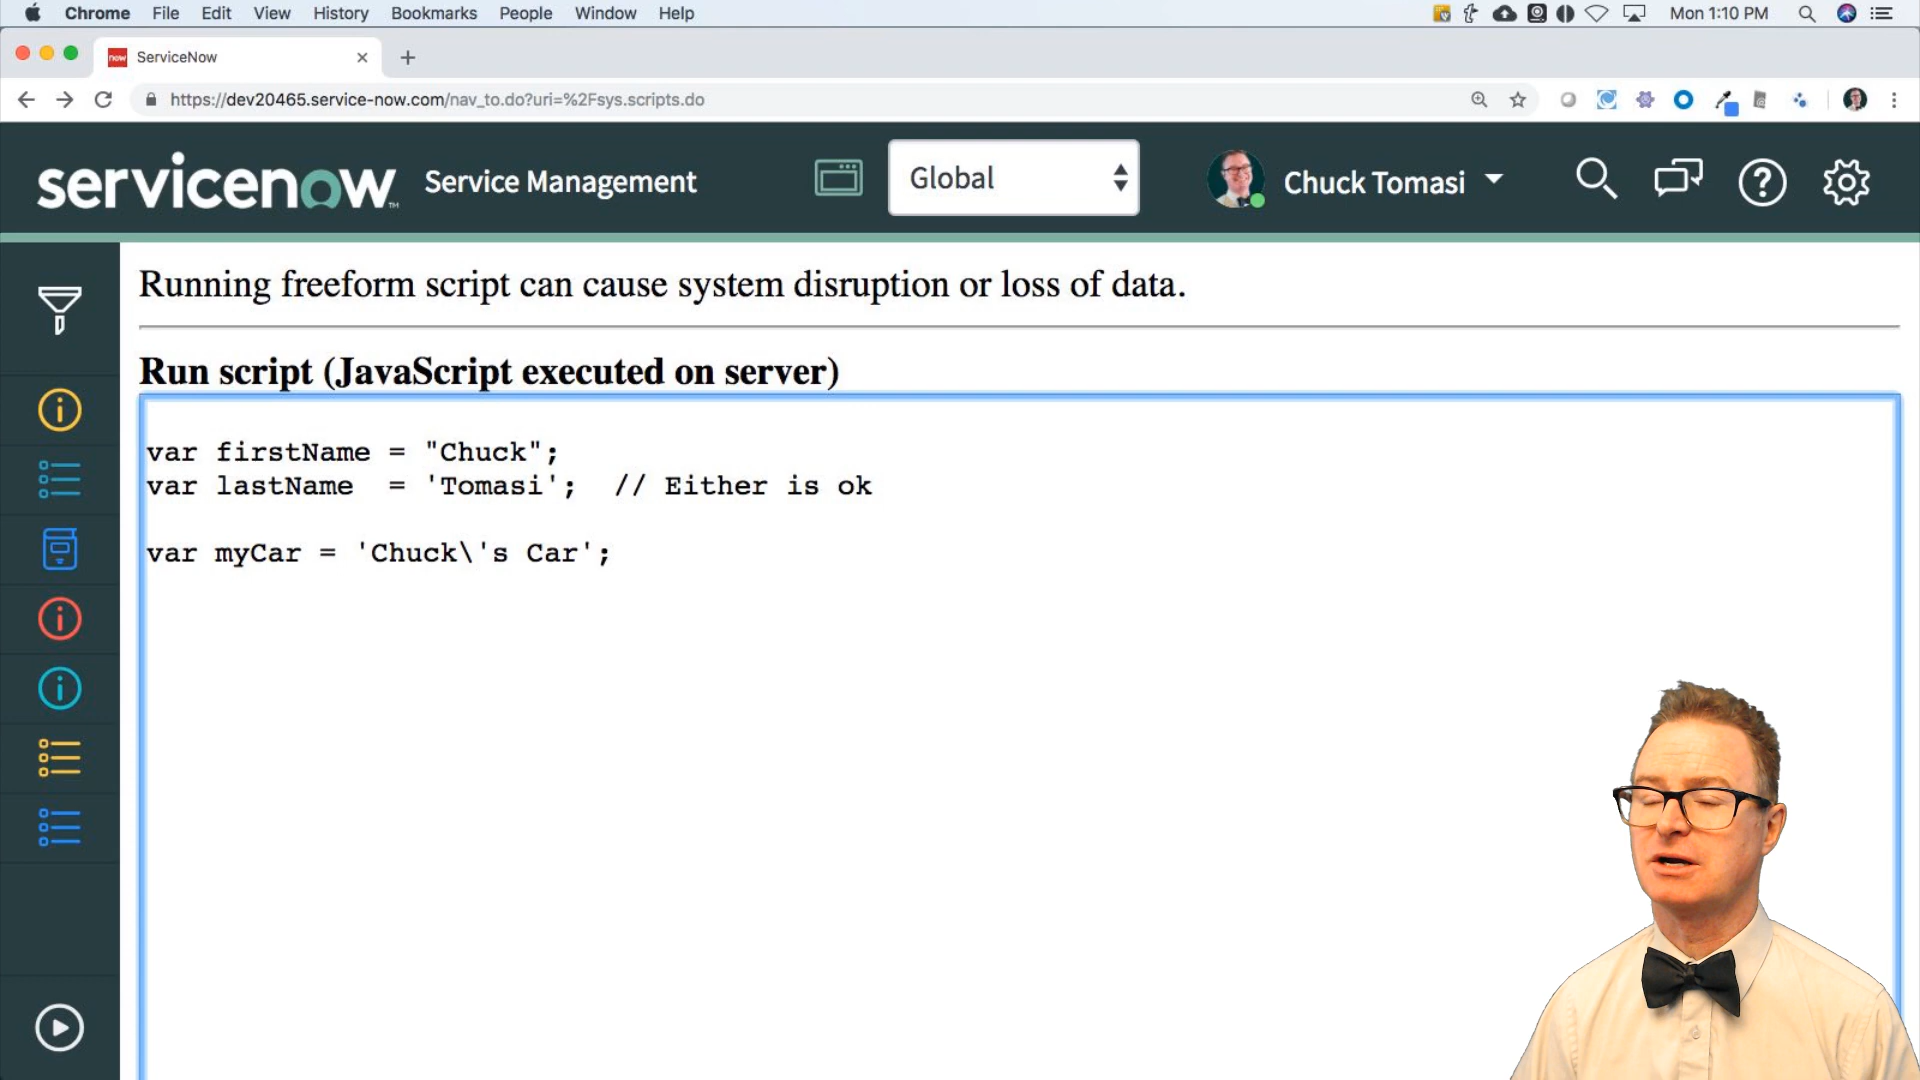 Chrome File Edit View History Bookmarks People Window Help Mon 1:10 PM
now ServiceNow
https://dev20465.service-now.com/nav_to.do?uri=%2Fsys.scripts.do
servicenow™ Service Management Global Chuck Tomasi
Running freeform script can cause system disruption or loss of data.
Run script (JavaScript executed on server)
var firstName = "Chuck";
var lastName  = 'Tomasi';  // Either is ok
var myCar = 'Chuck\'s Car';